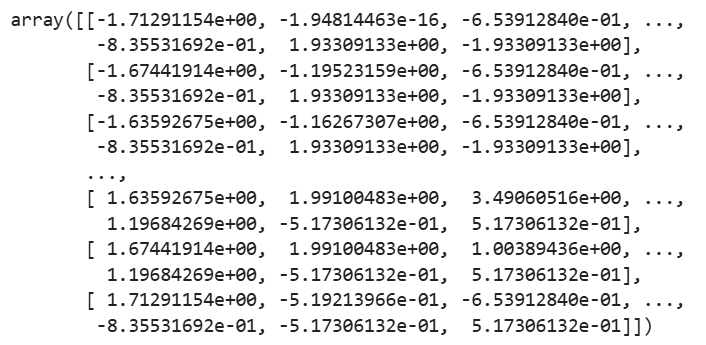 array([[-1.71291154e+00, -1.94814463e-16, -6.53912840e-01, ...,
        -8.35531692e-01,  1.93309133e+00, -1.93309133e+00],
       [-1.67441914e+00, -1.19523159e+00, -6.53912840e-01, ...,
        -8.35531692e-01,  1.93309133e+00, -1.93309133e+00],
       [-1.63592675e+00, -1.16267307e+00, -6.53912840e-01, ...,
        -8.35531692e-01,  1.93309133e+00, -1.93309133e+00],
       ...,
       [ 1.63592675e+00,  1.99100483e+00,  3.49060516e+00, ...,
         1.19684269e+00, -5.17306132e-01,  5.17306132e-01],
       [ 1.67441914e+00,  1.99100483e+00,  1.00389436e+00, ...,
         1.19684269e+00, -5.17306132e-01,  5.17306132e-01],
       [ 1.71291154e+00, -5.19213966e-01, -6.53912840e-01, ...,
        -8.35531692e-01, -5.17306132e-01,  5.17306132e-01]])